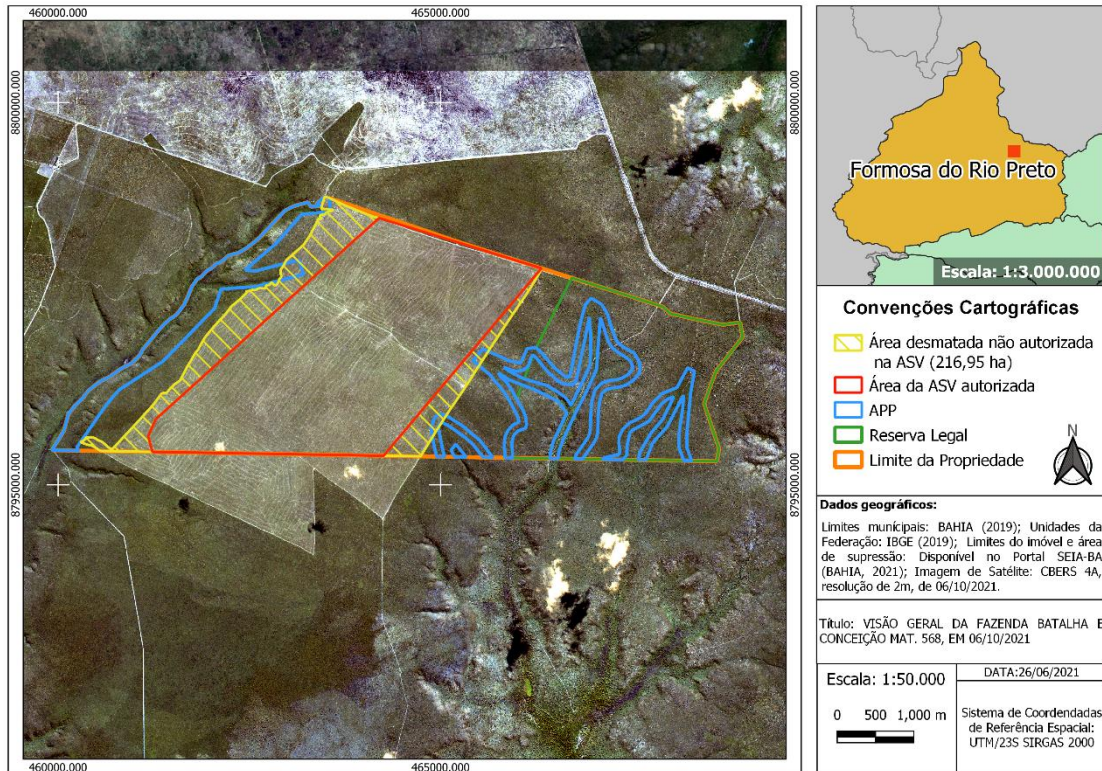 460000.000
465000.000
8800000.000
8800000.000
8795000.000
8795000.000
460000.000
465000.000
Formosa do Rio Preto
Escala: 1:3.000.000
Convenções Cartográficas
Área desmatada não autorizada
na ASV (216,95 ha)
Área da ASV autorizada
APP
Reserva Legal
Limite da Propriedade
N
Dados geográficos:
Limites munícipais: BAHIA (2019); Unidades da
Federação: IBGE (2019); Limites do imóvel e área
de supressão: Disponível no Portal SEIA-BA
(BAHIA, 2021); Imagem de Satélite: CBERS 4A,
resolução de 2m, de 06/10/2021.
Título: VISÃO GERAL DA FAZENDA BATALHA E
CONCEIÇÃO MAT. 568, EM 06/10/2021
Escala: 1:50.000
0 500 1,000 m
DATA:26/06/2021
Sistema de Coordendadas
de Referência Espacial:
UTM/23S SIRGAS 2000